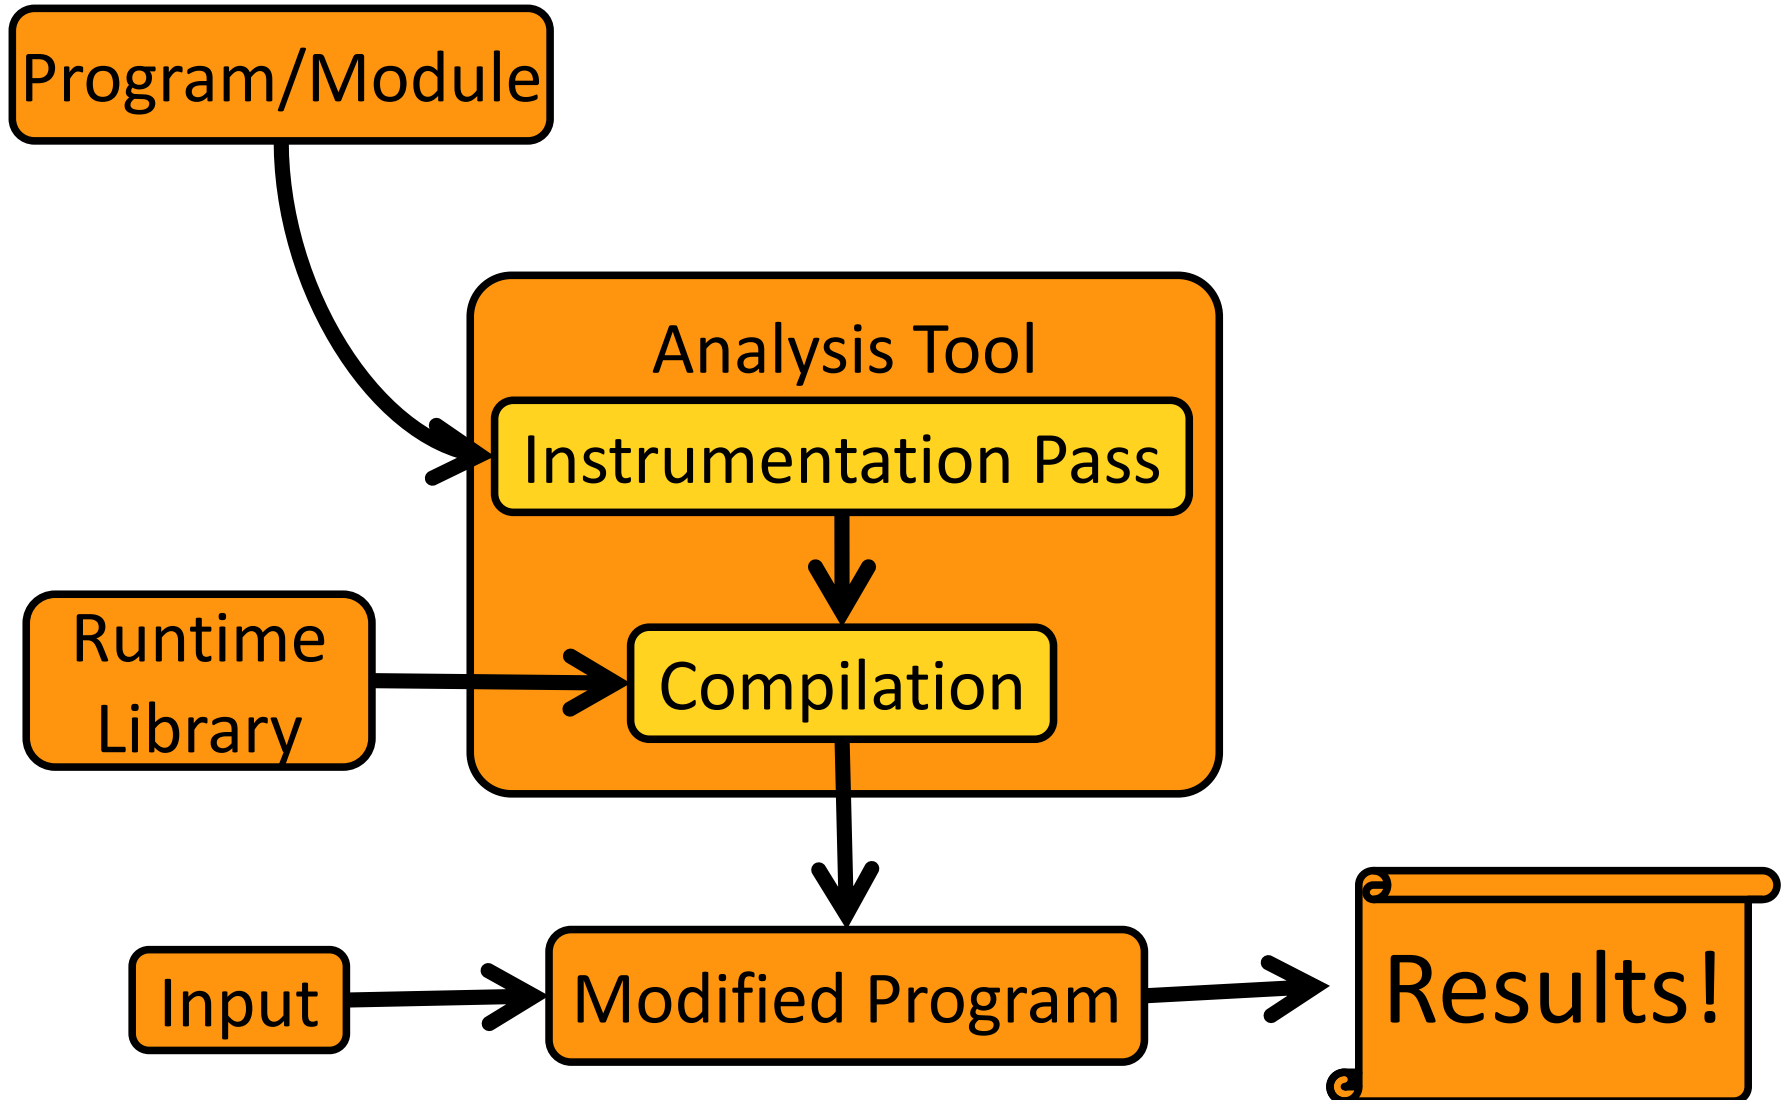 Program/Module
Analysis Tool
Instrumentation Pass
Runtime
Library
Compilation
Input
Modified Program
Results!